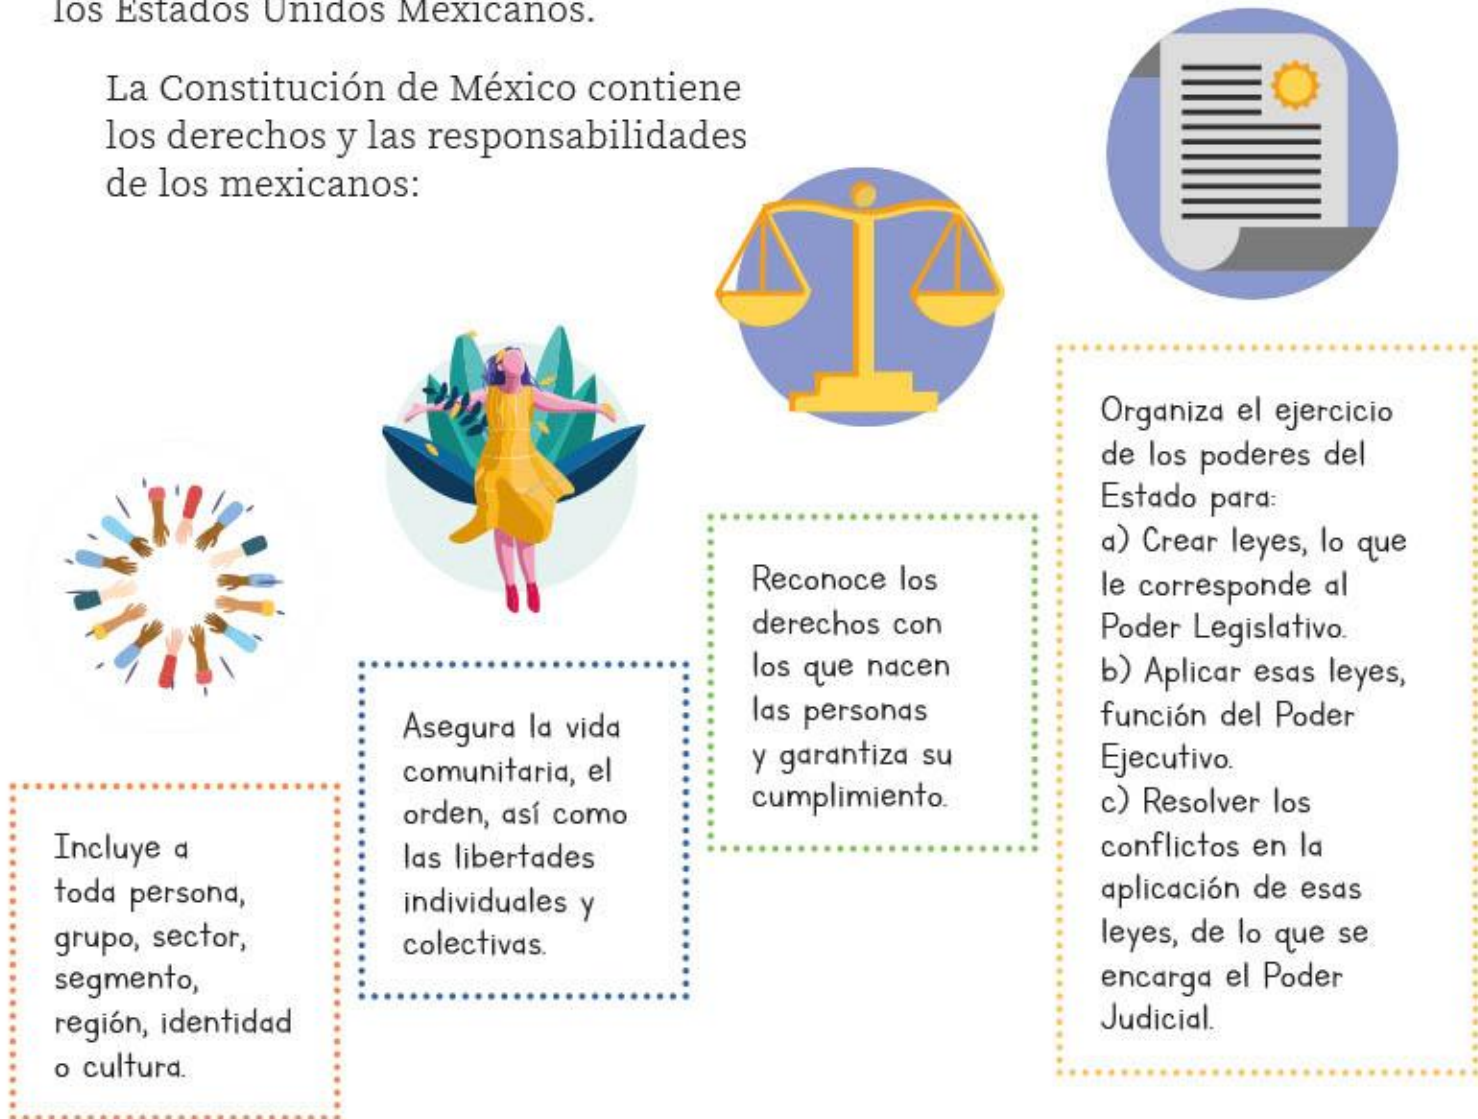 los Estados Unidos Mexicanos.
La Constitución de México contiene
los derechos y las responsabilidades
de los mexicanos:
Incluye a
toda persona,
grupo, sector,
segmento,
región, identidad
o cultura.
Asegura la vida
comunitaria, el
orden, así como
las libertades
individuales y
colectivas.
Reconoce los
derechos con
los que nacen
las personas
y garantiza su
cumplimiento.
Organiza el ejercicio
de los poderes del
Estado para:
a) Crear leyes, lo que
le corresponde al
Poder Legislativo.
b) Aplicar esas leyes,
función del Poder
Ejecutivo.
c) Resolver los
conflictos en la
aplicación de esas
leyes, de lo que se
encarga el Poder
Judicial.